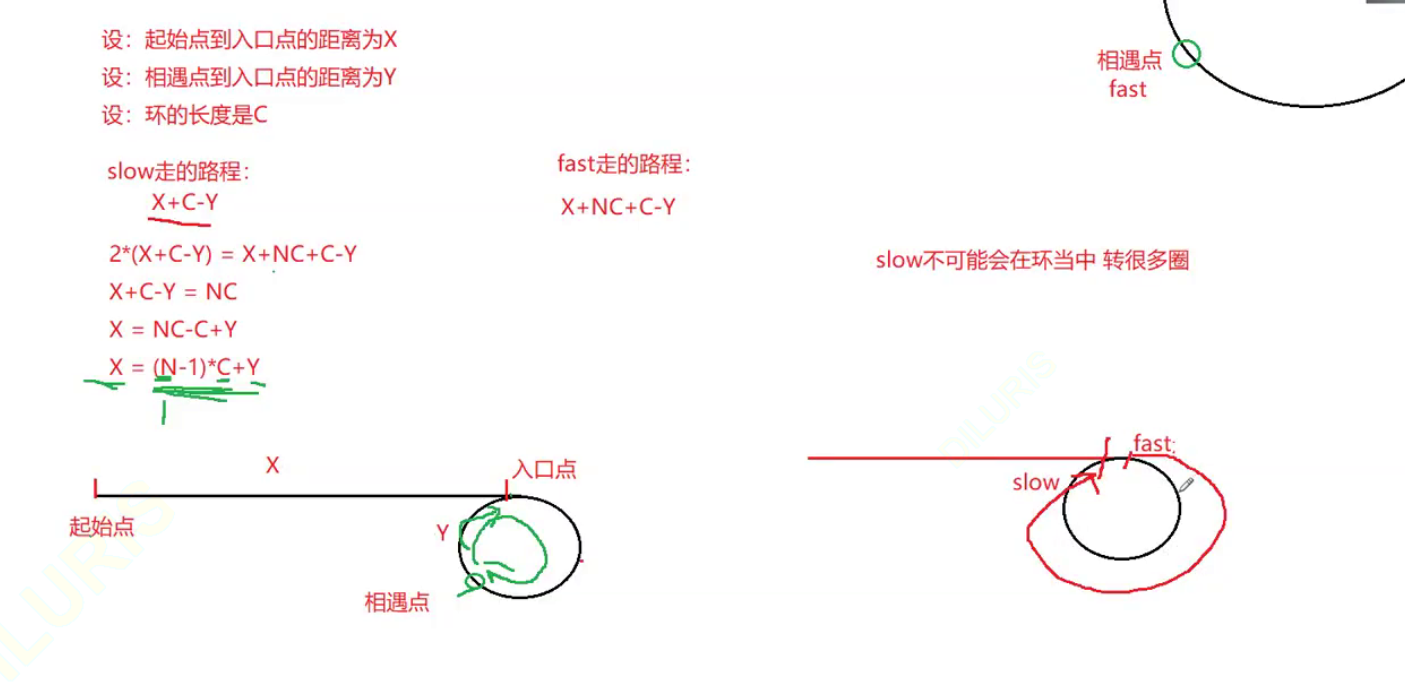 设：起始点到入口点的距离为X
设：相遇点到入口点的距离为Y
设：环的长度是C
相遇点
fast
slow走的路程：
X+C-Y
fast走的路程：
X+NC+C-Y
2*(X+C-Y) = X+NC+C-Y
X+C-Y = NC
X = NC-C+Y
X = (N-1)*C+Y
slow不可能会在环当中 转很多圈
X
入口点
起始点
Y
相遇点
fast
slow